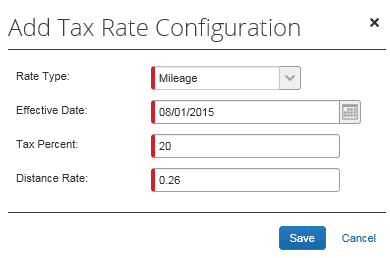 Add Tax Rate Configuration ×
Rate Type: Mileage
Effective Date: 08/01/2015
Tax Percent: 20
Distance Rate: 0.26
Save Cancel